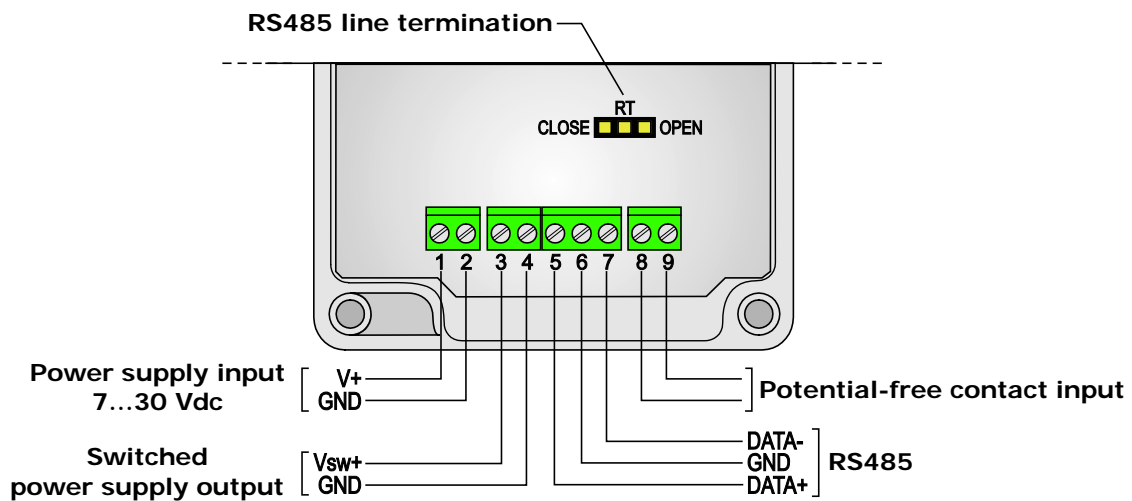 RS485 line termination
RT
CLOSE OPEN
1 2 3 4 5 6 7 8 9
Power supply input
7...30 Vdc
V+
GND
Potential-free contact input
Switched
power supply output
Vsw+
GND
DATA-
GND
DATA+
RS485